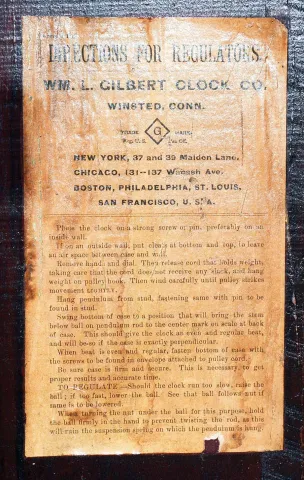 DIRECTIONS FOR REGULATORS,
WM. L. GILBERT CLOCK CO.
WINSTED, CONN.
TRADE G MARK
Reg. U. S. Pat. Off.
NEW YORK, 37 and 39 Maiden Lane.
CHICAGO, 131--137 Wabash Ave.
BOSTON, PHILADELPHIA, ST. LOUIS,
SAN FRANCISCO, U. S. A.
Place the clock on a strong screw or pin, preferably on an
inside wall.
If on an outside wall, put cleats at bottom and top, to leave
an air space between case and wall.
Remove hand, and dial. Then release cord that holds weight,
taking care that the cord does not receive any slack, and hang
weight on pulley hook. Then wind carefully until pulley strikes
movement LIGHTLY.
Hang pendulum from stud, fastening same with pin to be
found in stud.
Swing bottom of case to a position that will bring the stem
below ball on pendulum rod to the center mark on scale at back
of case. This should give the clock an even and regular beat,
and will be so if the case is exactly perpendicular.
When beat is even and regular, fasten bottom of case with
the screws to be found in envelope attached to pulley cord.
Be sure case is firm and secure. This is necessary to get
proper results and accurate time.
TO REGULATE.—Should the clock run too slow, raise the
ball; if too fast, lower the ball. See that ball follows nut if
same is to be lowered.
When turning the nut under the ball for this purpose, hold
the ball firmly in the hand to prevent twisting the rod, as this
will ruin the suspension spring on which the pendulum is hung.